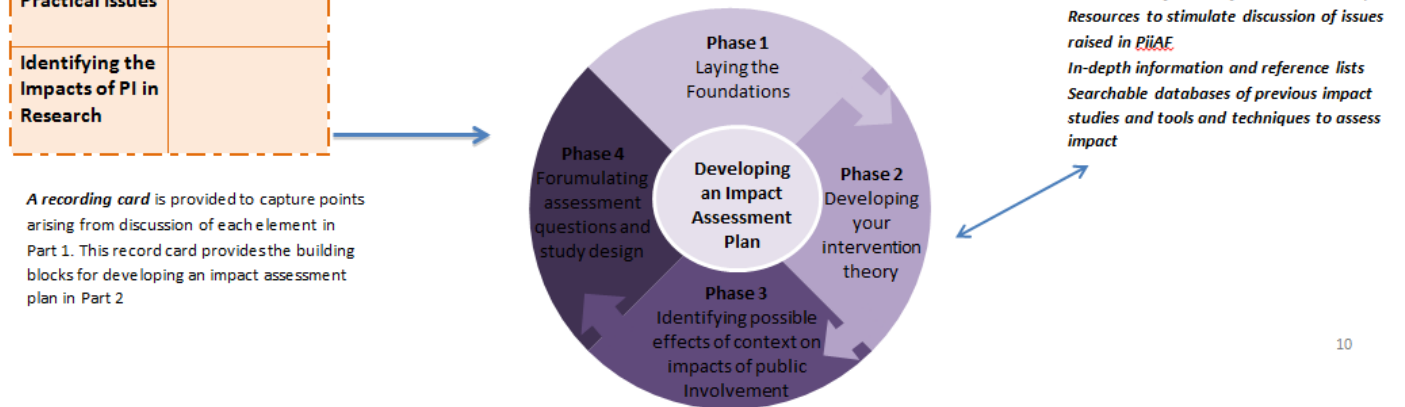 Practical Issues
Identifying the
Impacts of PI in
Research
A recording card is provided to capture points
arising from discussion of each element in
Part 1. This record card provides the building
blocks for developing an impact assessment
plan in Part 2
Phase 1
Laying the
Foundations
Phase 4
Forumulating
assessment
questions and
study design
Developing
an Impact
Assessment
Plan
Phase 2
Developing
your
intervention
theory
Phase 3
Identifying possible
effects of context on
impacts of public
Involvement
Resources to stimulate discussion of issues
raised in PiiAF
In-depth information and reference lists
Searchable databases of previous impact
studies and tools and techniques to assess
impact
10